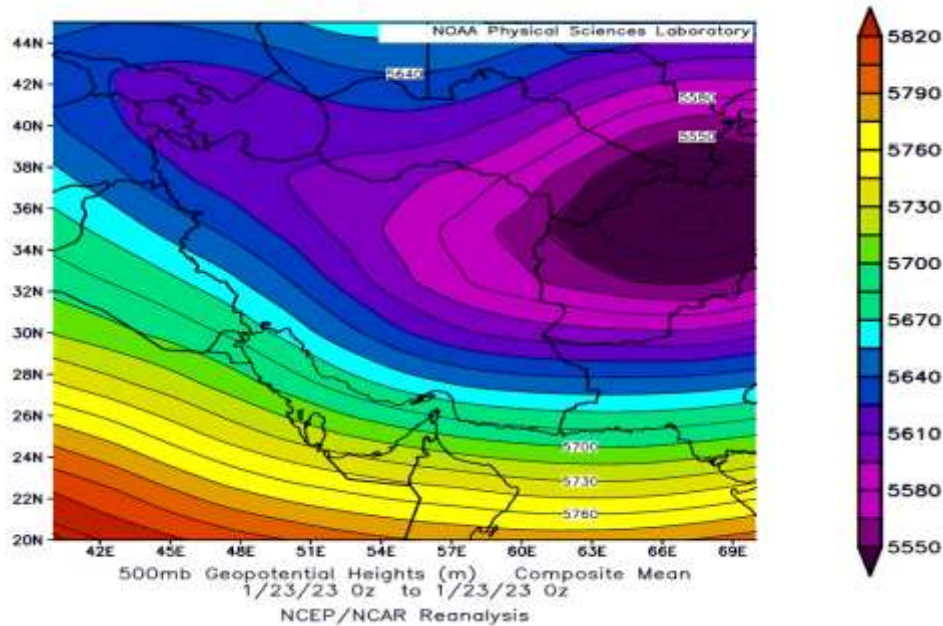 NOAA Physical Sciences Laboratory
44N
42N
40N
38N
36N
34N
32N
30N
28N
26N
24N
22N
20N
5640
5580
5550
5700
5730
5760
42E 45E 48E 51E 54E 57E 60E 63E 66E 69E
5820
5790
5760
5730
5700
5670
5640
5610
5580
5550
500mb Geopotential Heights (m) Composite Mean
1/23/23 0z to 1/23/23 0z
NCEP/NCAR Reanalysis